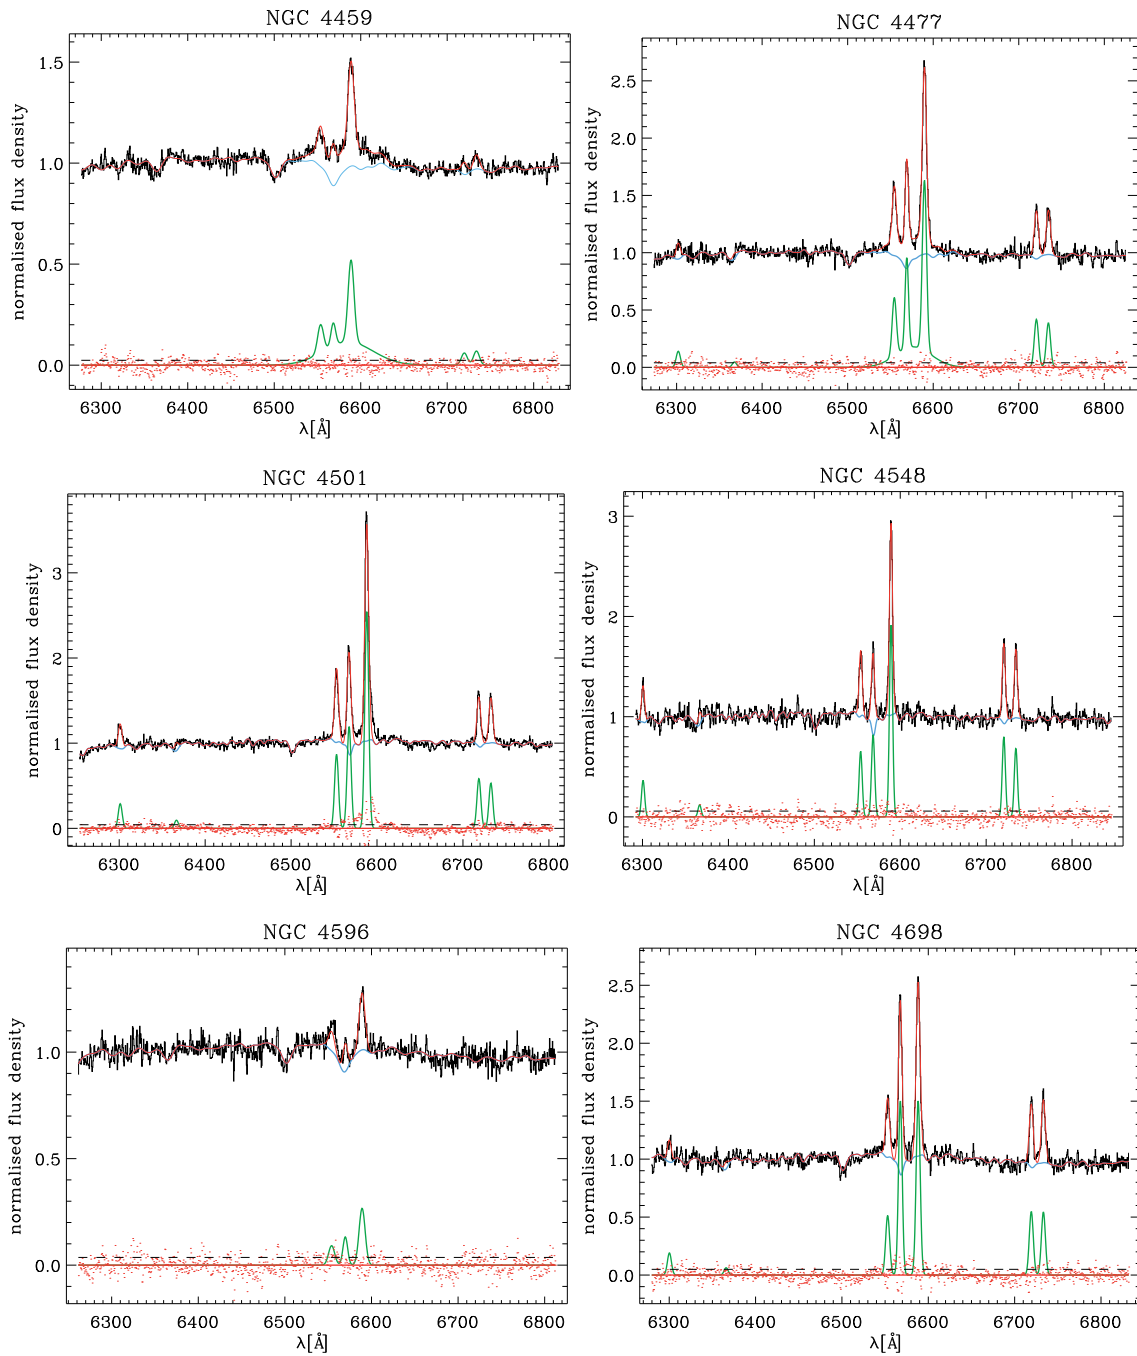 NGC 4459
normalised flux density
1.5
1.0
0.5
0.0
6300 6400 6500 6600 6700 6800
λ[Å]
NGC 4477
normalised flux density
2.5
2.0
1.5
1.0
0.5
0.0
6300 6400 6500 6600 6700 6800
λ[Å]
NGC 4501
normalised flux density
3
2
1
0
6300 6400 6500 6600 6700 6800
λ[Å]
NGC 4548
normalised flux density
3
2
1
0
6300 6400 6500 6600 6700 6800
λ[Å]
NGC 4596
normalised flux density
1.0
0.5
0.0
6300 6400 6500 6600 6700 6800
λ[Å]
NGC 4698
normalised flux density
2.5
2.0
1.5
1.0
0.5
0.0
6300 6400 6500 6600 6700 6800
λ[Å]